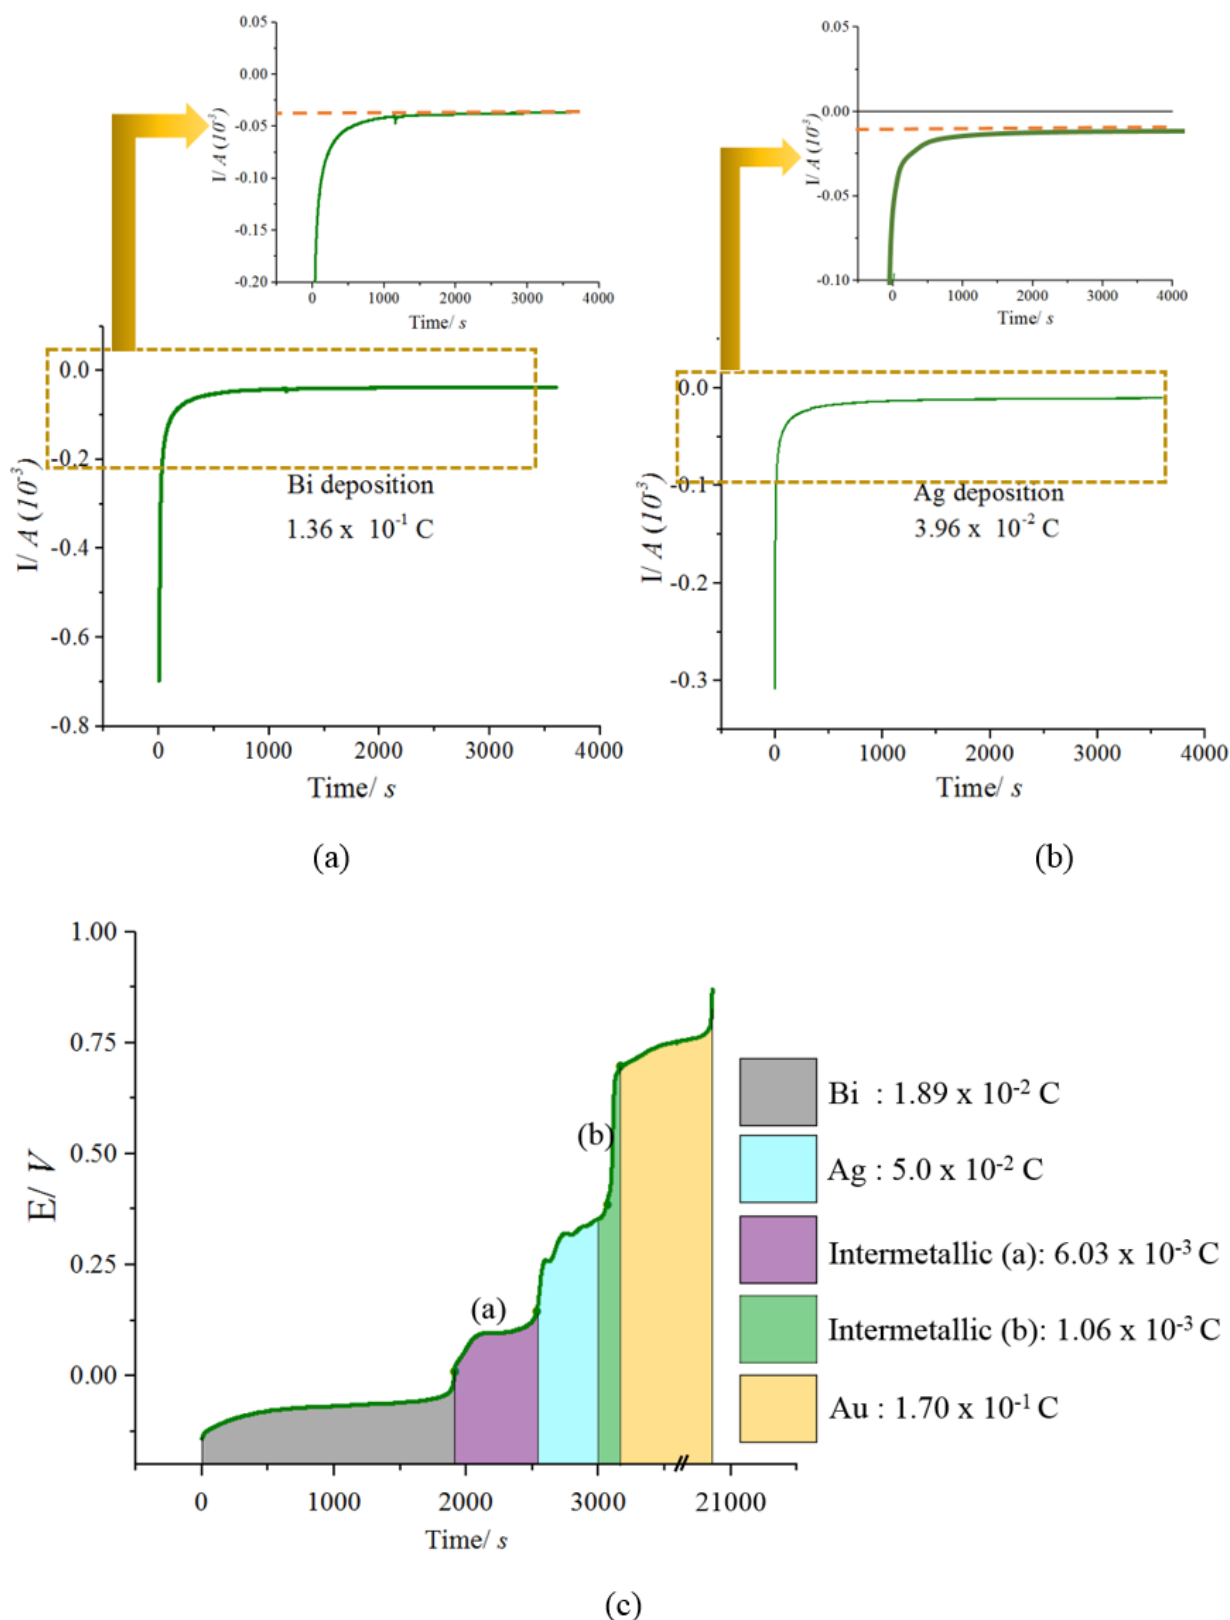 0.05
0.00
-0.05
-0.10
-0.15
-0.20
I/ A (10⁻³)
0 1000 2000 3000 4000
Time/ s
0.05
0.00
-0.05
-0.10
I/ A (10⁻³)
0 1000 2000 3000 4000
Time/ s
0.0
-0.2
-0.4
-0.6
-0.8
I/ A (10⁻³)
Bi deposition
1.36 x 10⁻¹ C
0 1000 2000 3000 4000
Time/ s
(a)
0.0
-0.1
-0.2
-0.3
I/ A (10⁻³)
Ag deposition
3.96 x 10⁻² C
0 1000 2000 3000 4000
Time/ s
(b)
1.00
0.75
0.50
0.25
0.00
E/ V
(a)
(b)
0 1000 2000 3000 21000
Time/ s
Bi : 1.89 x 10⁻² C
Ag : 5.0 x 10⁻² C
Intermetallic (a): 6.03 x 10⁻³ C
Intermetallic (b): 1.06 x 10⁻³ C
Au : 1.70 x 10⁻¹ C
(c)